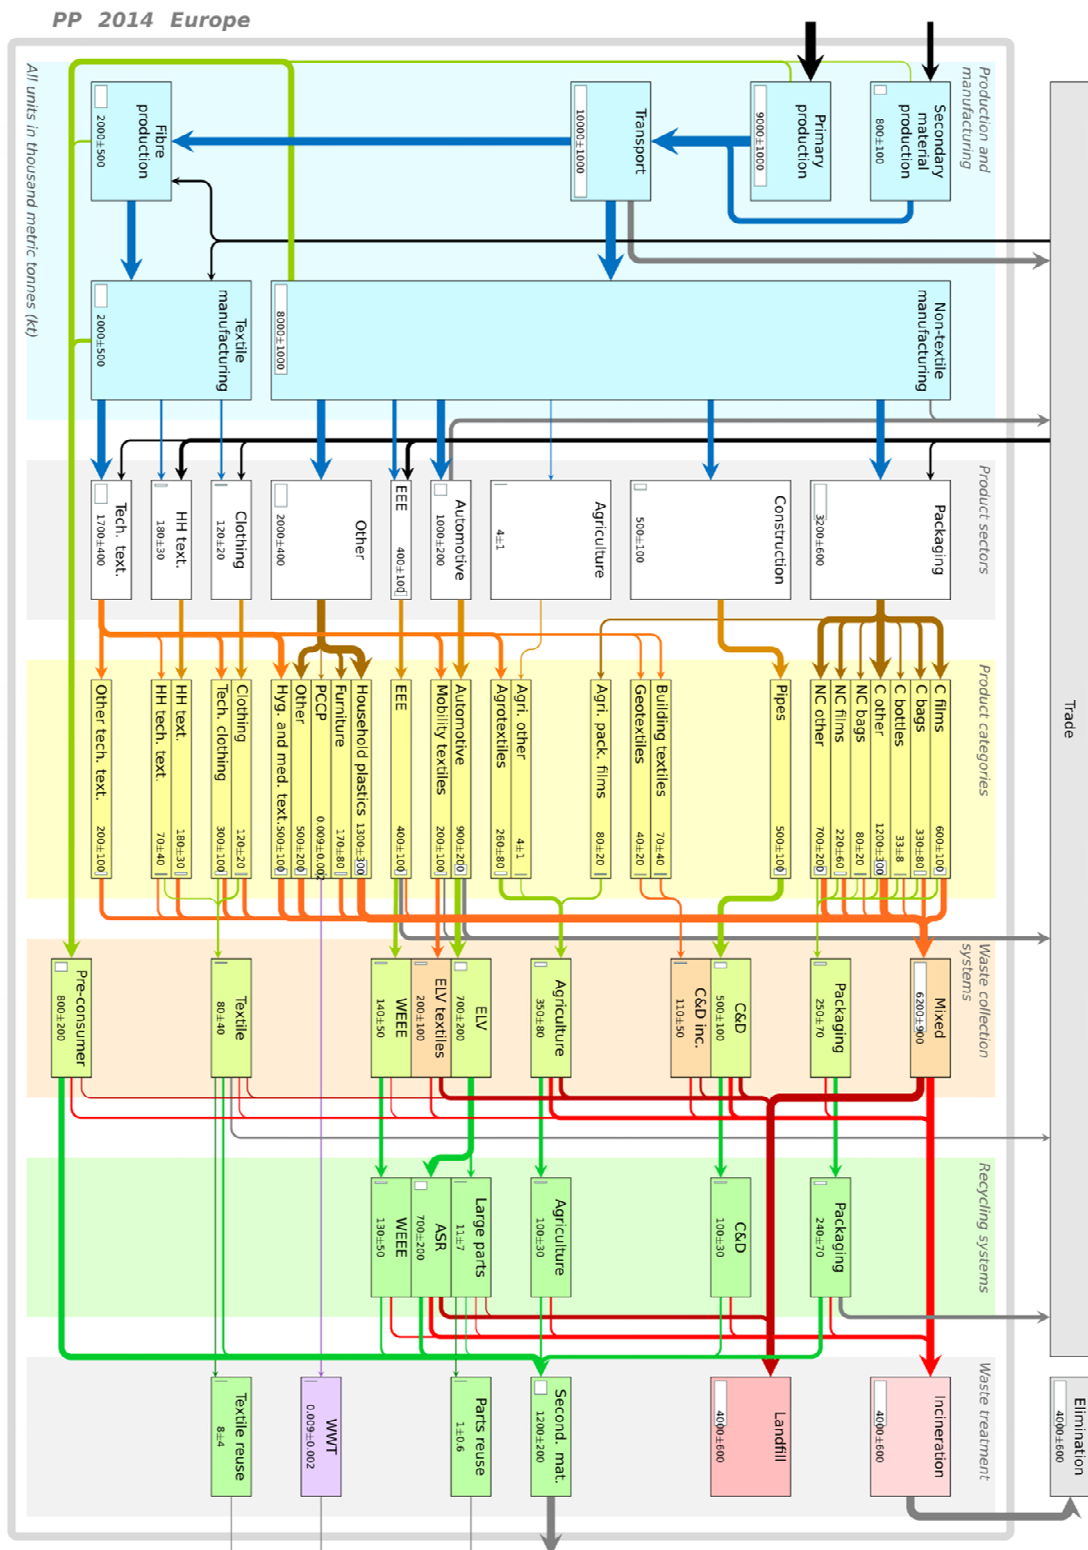 PP 2014 Europe
All units in thousand metric tonnes (kt)
Production and
manufacturing
Secondary
material
production
800±100
Primary
production
9000±1000
Transport
10000±1000
Fibre
production
2000±500
Non-textile
manufacturing
8000±1000
Textile
manufacturing
2000±500
Trade
Product sectors
Packaging
3200±600
Construction
500±100
Agriculture
4±1
Automotive
1000±200
EEE
400±100
Other
2000±400
Clothing
120±20
HH text.
180±30
Tech. text.
1700±400
Product categories
C films
600±100
C bags
330±80
C bottles
33±8
C other
1200±300
NC bags
80±20
NC films
220±60
NC other
700±200
Pipes
500±100
Building textiles
70±40
Geotextiles
40±20
Agri. pack. films
80±20
Agri. other
4±1
Agrotextiles
260±80
Automotive
900±200
Mobility textiles
200±100
EEE
400±100
Household plastics
1300±300
Furniture
170±80
PCCP
0.009±0.002
Other
500±200
Hyg. and med. text.
500±100
Clothing
120±20
Tech. clothing
300±100
HH text.
180±30
HH tech. text.
70±40
Other tech. text.
200±100
Waste collection
systems
Mixed
6200±900
Packaging
250±70
C&D
500±100
C&D inc.
110±50
Agriculture
350±80
ELV
700±200
ELV textiles
200±100
WEEE
140±50
Textile
80±40
Pre-consumer
800±200
Recycling systems
Packaging
240±70
C&D
100±30
Agriculture
100±30
Large parts
11±7
ASR
700±200
WEEE
130±50
Waste treatment
Incineration
4000±600
Landfill
4000±600
Second. mat.
1200±200
Parts reuse
1±0.6
WWT
0.009±0.002
Textile reuse
8±4
Elimination
4000±600